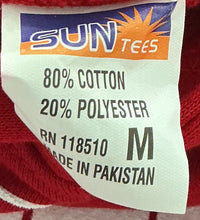 SUN TEES
80% COTTON
20% POLYESTER
RN 118510 M
MADE IN PAKISTAN